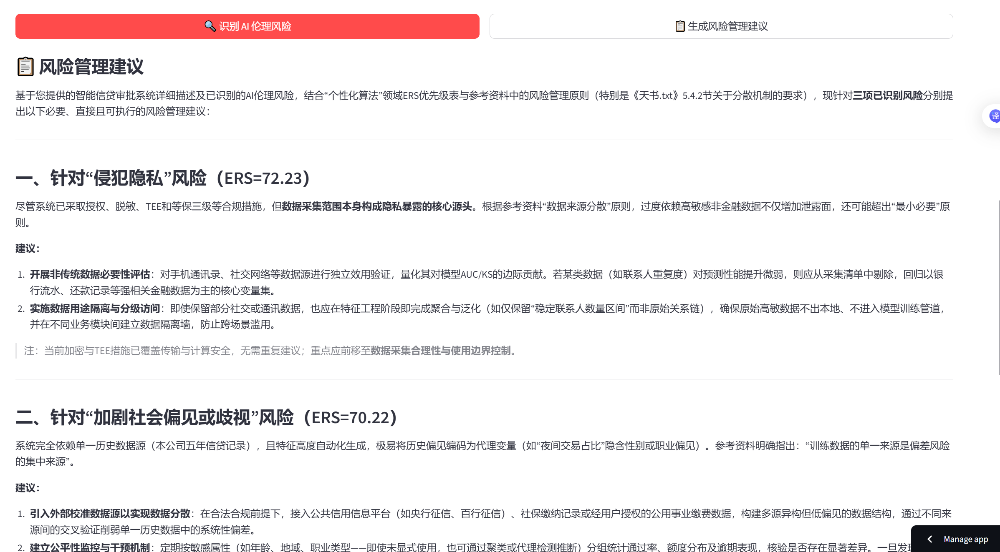 识别 AI 伦理风险
生成风险管理建议
风险管理建议
基于您提供的智能信贷审批系统详细描述及已识别的AI伦理风险，结合“个性化算法”领域ERS优先级表与参考资料中的风险管理原则（特别是《天书.txt》5.4.2节关于分散机制的要求），现针对三项已识别风险分别提
出以下必要、直接且可执行的风险管理建议：
译
一、针对“侵犯隐私”风险（ERS=72.23）
尽管系统已采取授权、脱敏、TEE和等保三级等合规措施，但数据采集范围本身构成隐私暴露的核心源头。根据参考资料“数据来源分散”原则，过度依赖高敏感非金融数据不仅增加泄露面，还可能超出“最小必要”原
则。
建议：
1. 开展非传统数据必要性评估：对手机通讯录、社交网络等数据源进行独立效用验证，量化其对模型AUC/KS的边际贡献。若某类数据（如联系人重复度）对预测性能提升微弱，则应从采集清单中剔除，回归以银
行流水、还款记录等强相关金融数据为主的核心变量集。
2. 实施数据用途隔离与分级访问：即使保留部分社交或通讯数据，也应在特征工程阶段即完成聚合与泛化（如仅保留“稳定联系人数量区间”而非原始关系链），确保原始高敏数据不出本地、不进入模型训练管道，
并在不同业务模块间建立数据隔离墙，防止跨场景滥用。
注：当前加密与TEE措施已覆盖传输与计算安全，无需重复建议；重点应前移至数据采集合理性与使用边界控制。
二、针对“加剧社会偏见或歧视”风险（ERS=70.22）
系统完全依赖单一历史数据源（本公司五年信贷记录），且特征高度自动化生成，极易将历史偏见编码为代理变量（如“夜间交易占比”隐含性别或职业偏见）。参考资料明确指出：“训练数据的单一来源是偏差风险
的集中来源”。
建议：
1. 引入外部校准数据源以实现数据分散：在合法合规前提下，接入公共信用信息平台（如央行征信、百行征信）、社保缴纳记录或经用户授权的公用事业缴费数据，构建多源异构但低偏见的数据结构，通过不同来
源间的交叉验证削弱单一历史数据中的系统性偏差。
2. 建立公平性监控与干预机制：定期按敏感属性（如年龄、地域、职业类型——即使未显式使用，也可通过聚类或代理检测推断）分组统计通过率、额度分布及逾期表现，核验是否存在显著差异。一旦发现
Manage app